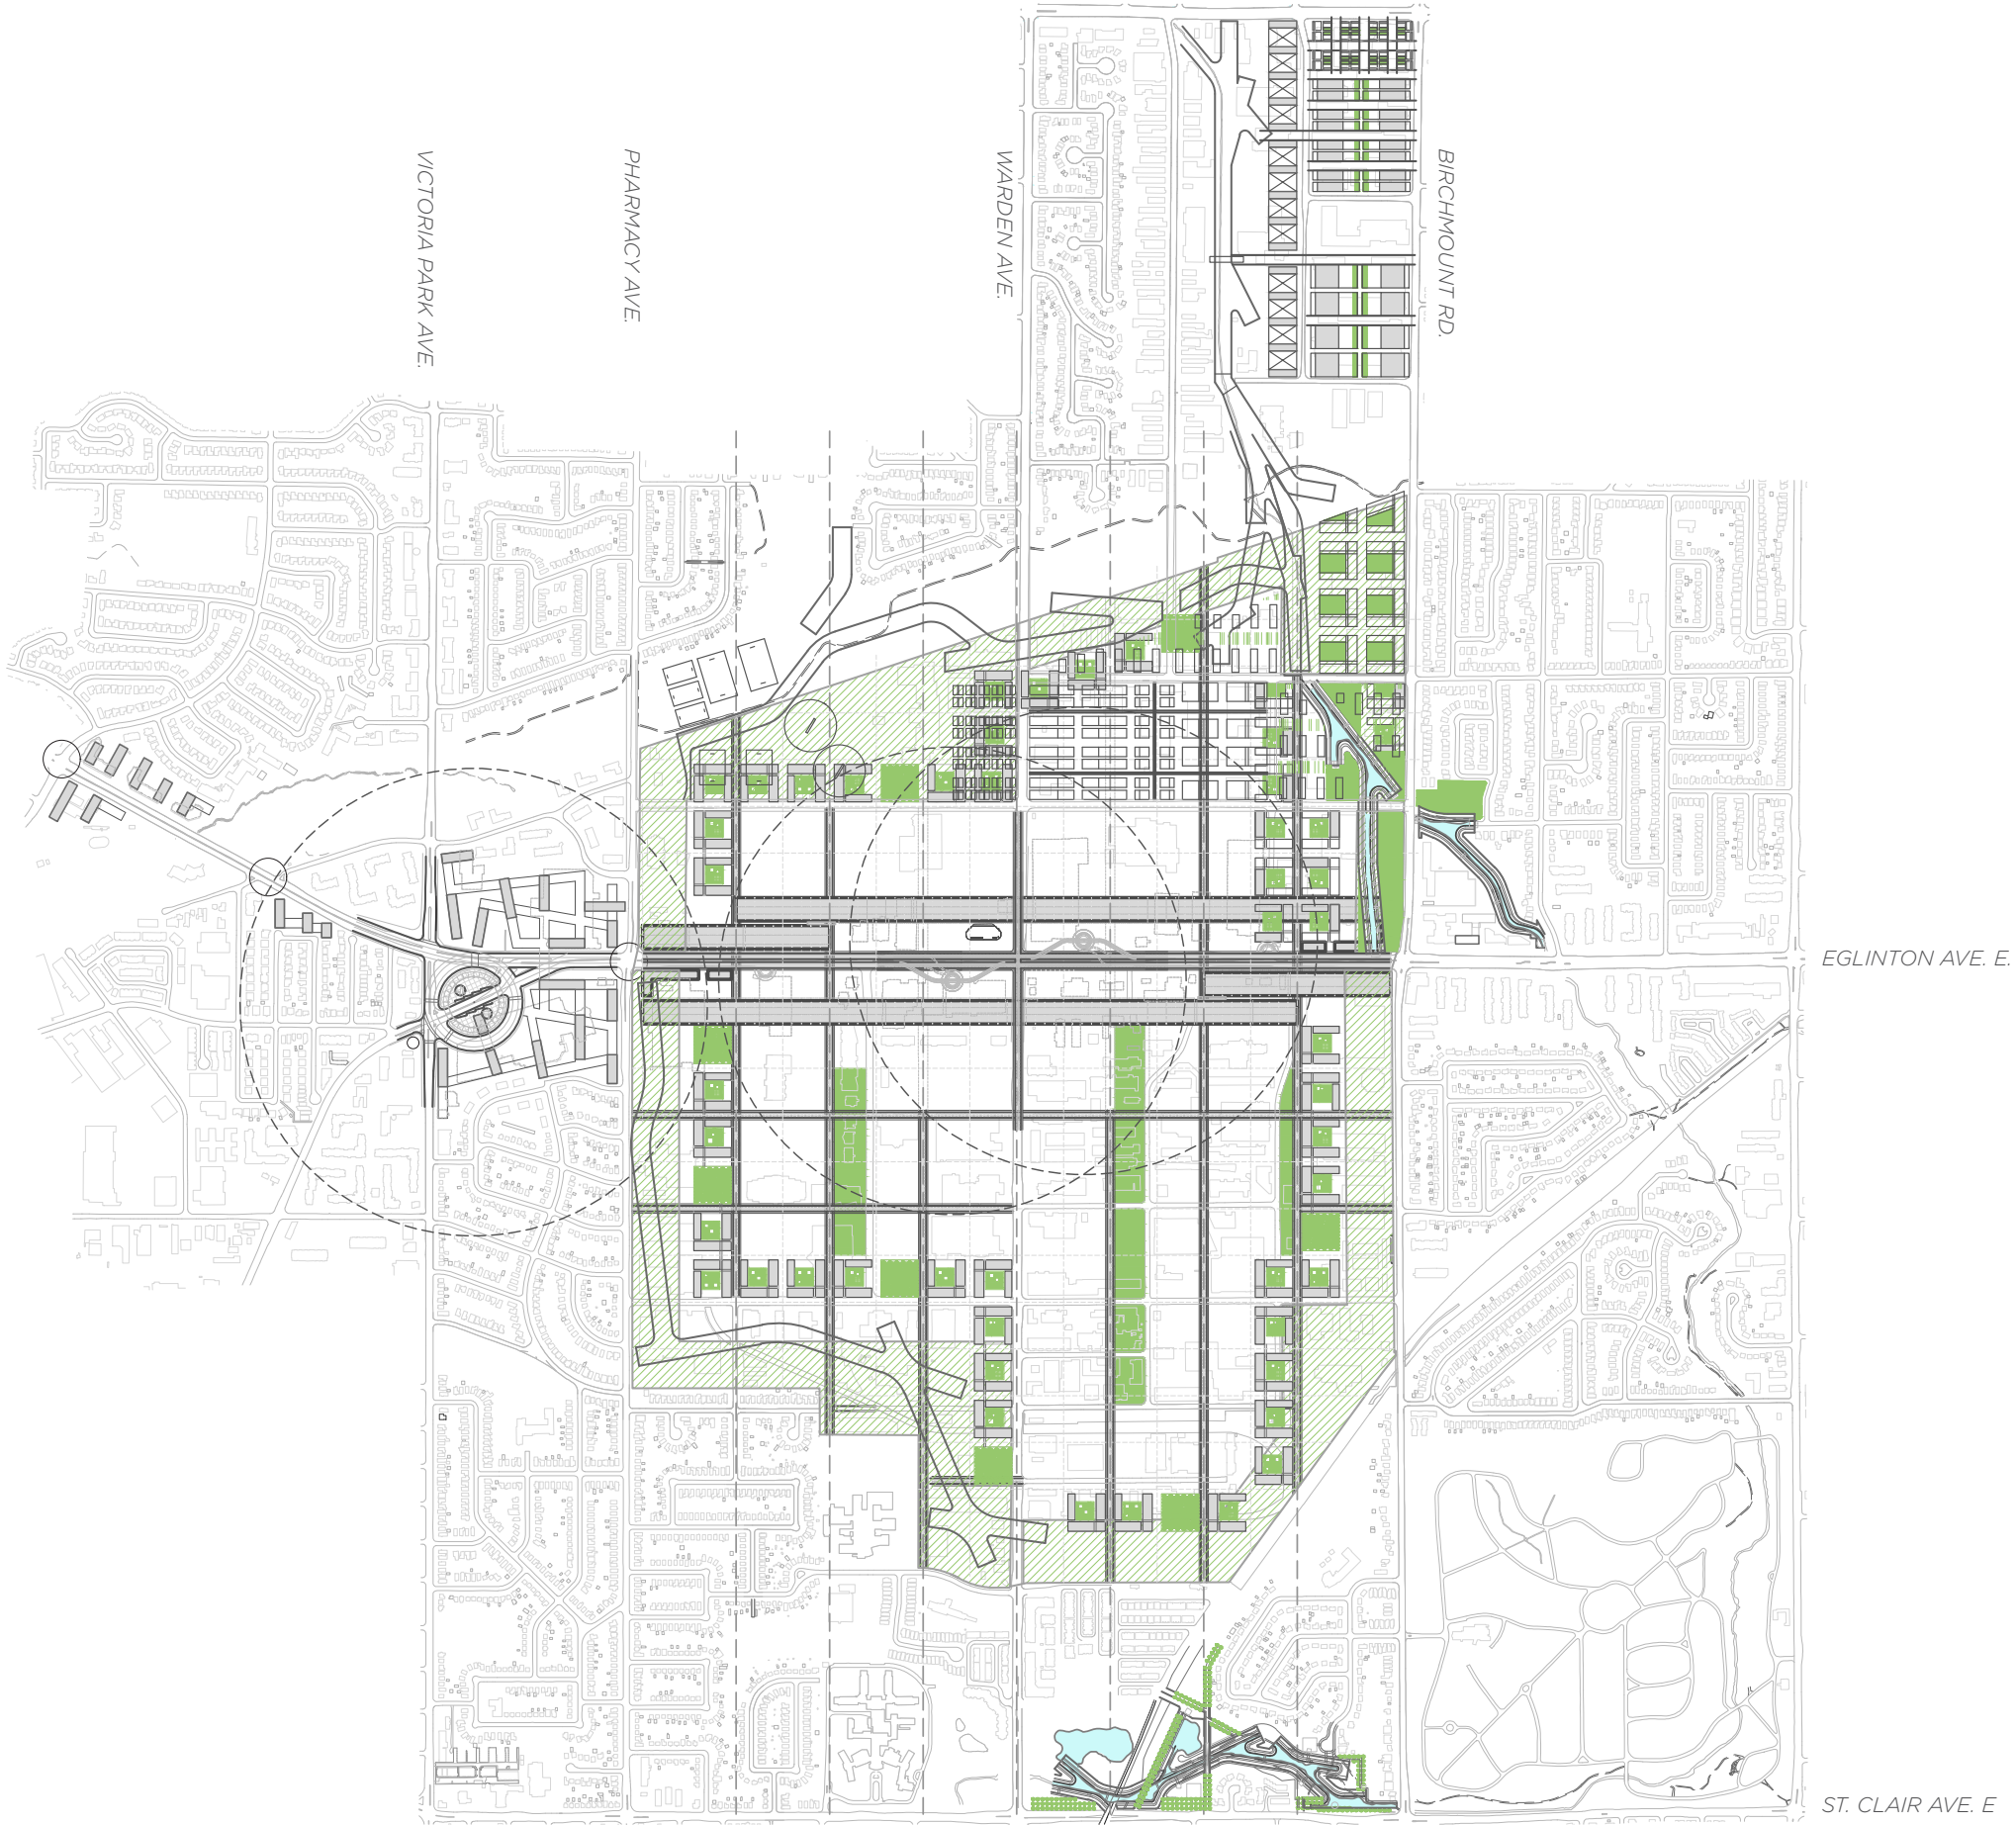 VICTORIA PARK AVE.
PHARMACY AVE.
WARDEN AVE.
BIRCHMOUNT RD.
EGLINTON AVE. E.
ST. CLAIR AVE. E